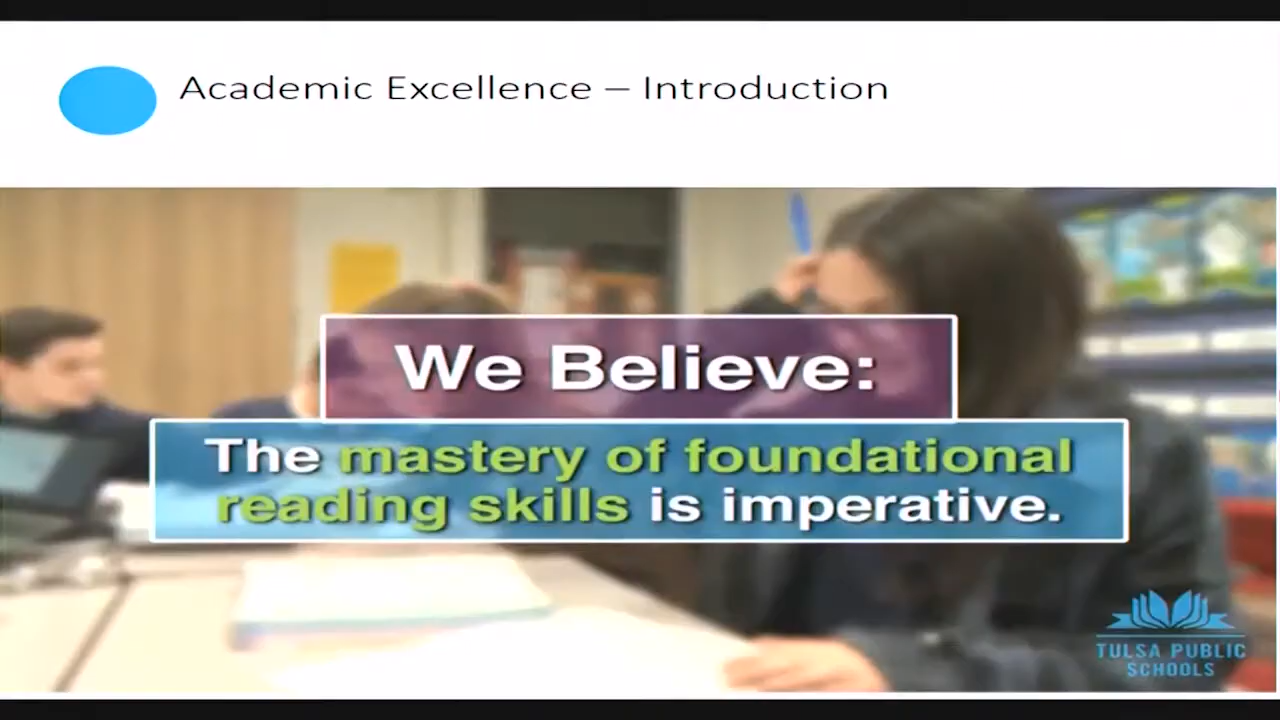 Academic Excellence – Introduction
We Believe:
The mastery of foundational
reading skills is imperative.
TULSA PUBLIC
SCHOOLS